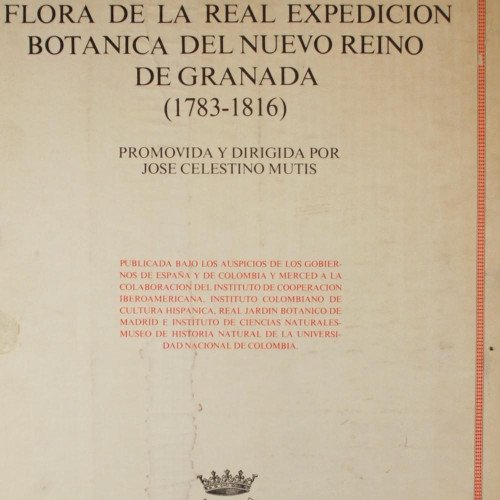 FLORA DE LA REAL EXPEDICION
BOTANICA DEL NUEVO REINO
DE GRANADA
(1783-1816)
PROMOVIDA Y DIRIGIDA POR
JOSE CELESTINO MUTIS
PUBLICADA BAJO LOS AUSPICIOS DE LOS GOBIER-
NOS DE ESPAÑA Y DE COLOMBIA Y MERCED A LA
COLABORACION DEL INSTITUTO DE COOPERACION
IBEROAMERICANA, INSTITUTO COLOMBIANO DE
CULTURA HISPANICA, REAL JARDIN BOTANICO DE
MADRID E INSTITUTO DE CIENCIAS NATURALES-
MUSEO DE HISTORIA NATURAL DE LA UNIVERSI-
DAD NACIONAL DE COLOMBIA.